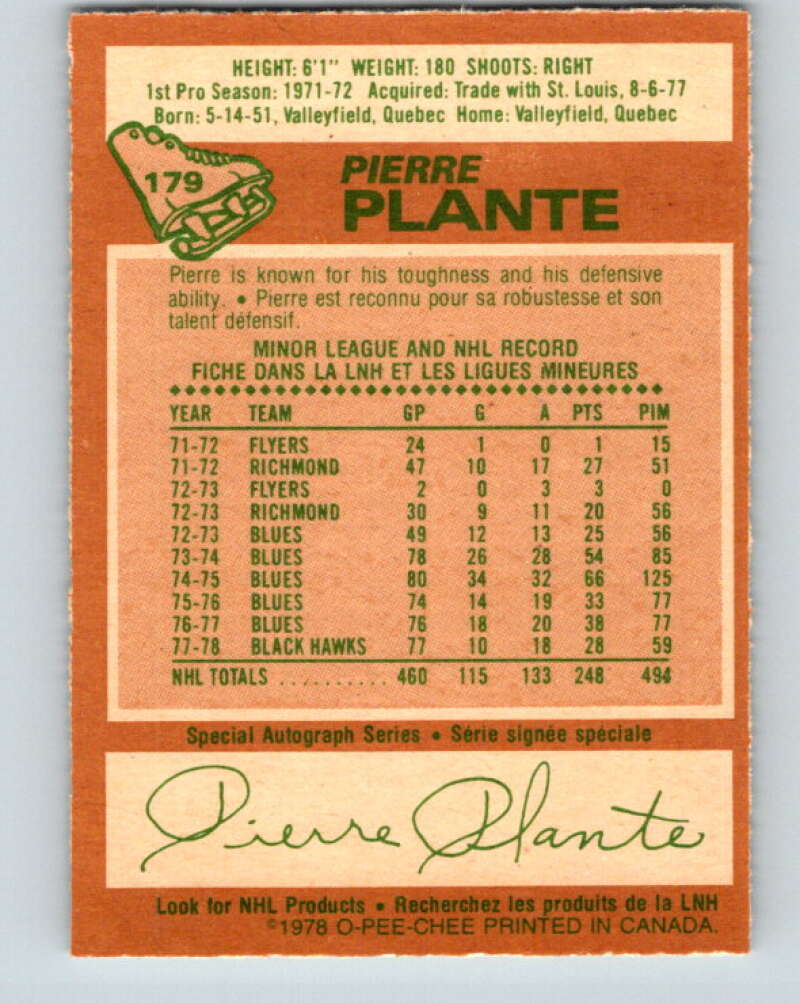 HEIGHT: 6'1" WEIGHT: 180 SHOOTS: RIGHT
1st Pro Season: 1971-72 Acquired: Trade with St. Louis, 8-6-77
Born: 5-14-51, Valleyfield, Quebec Home: Valleyfield, Quebec
179
PIERRE
PLANTE
Pierre is known for his toughness and his defensive
ability. • Pierre est reconnu pour sa robustesse et son
talent défensif.
MINOR LEAGUE AND NHL RECORD
FICHE DANS LA LNH ET LES LIGUES MINEURES
YEAR TEAM GP G A PTS PIM
71-72 FLYERS 24 1 0 1 15
71-72 RICHMOND 47 10 17 27 51
72-73 FLYERS 2 0 3 3 0
72-73 RICHMOND 30 9 11 20 56
72-73 BLUES 49 12 13 25 56
73-74 BLUES 78 26 28 54 85
74-75 BLUES 80 34 32 66 125
75-76 BLUES 74 14 19 33 77
76-77 BLUES 76 18 20 38 77
77-78 BLACK HAWKS 77 10 18 28 59
NHL TOTALS .......... 460 115 133 248 494
Special Autograph Series • Série signée spéciale
Pierre Plante
Look for NHL Products • Recherchez les produits de la LNH
©1978 O-PEE-CHEE PRINTED IN CANADA.